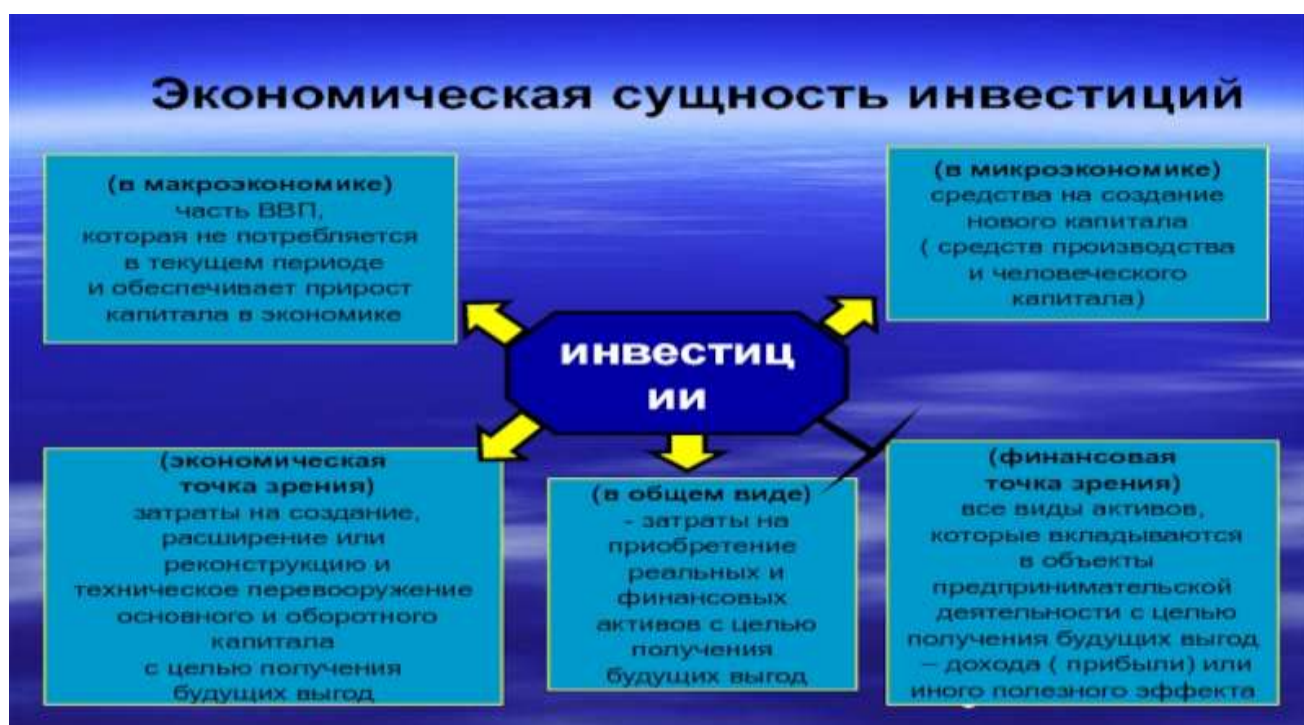 Экономическая сущность инвестиций
(в макроэкономике)
часть ВВП,
которая не потребляется
в текущем периоде
и обеспечивает прирост
капитала в экономике
(в микроэкономике)
средства на создание
нового капитала
( средств производства
и человеческого
капитала)
инвестиц
ии
(экономическая
точка зрения)
затраты на создание,
расширение или
реконструкцию и
техническое перевооружение
основного и оборотного
капитала
с целью получения
будущих выгод
(в общем виде)
- затраты на
приобретение
реальных и
финансовых
активов с целью
получения
будущих выгод
(финансовая
точка зрения)
все виды активов,
которые вкладываются
в объекты
предпринимательской
деятельности с целью
получения будущих выгод
– дохода ( прибыли) или
иного полезного эффекта